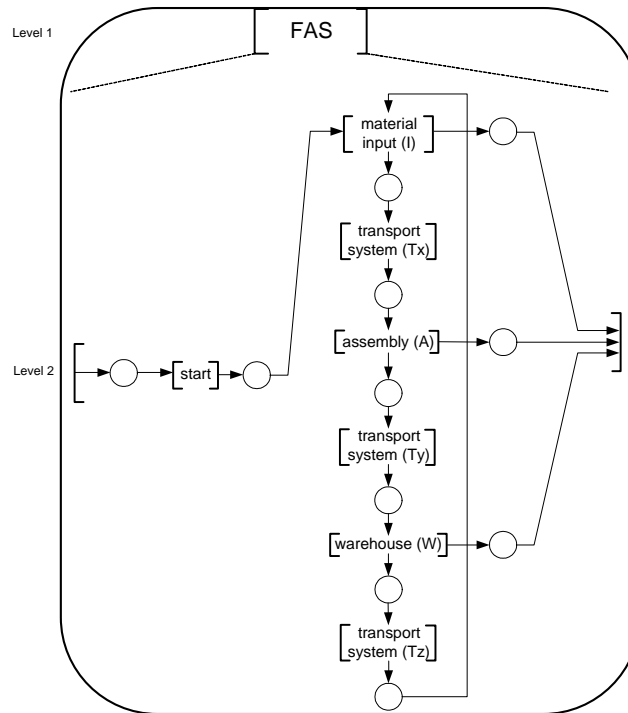 Level 1
FAS
material
input (I)
transport
system (Tx)
assembly (A)
Level 2
start
transport
system (Ty)
warehouse (W)
transport
system (Tz)